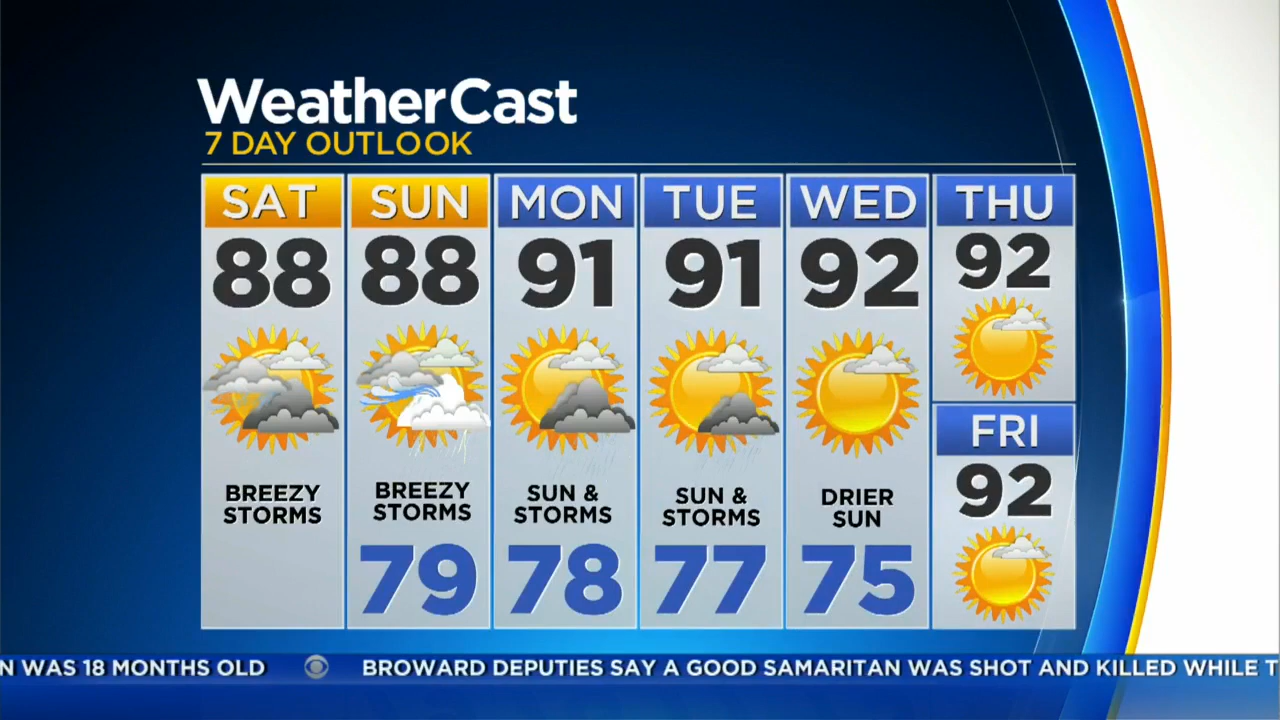 WeatherCast
7 DAY OUTLOOK
SAT
88
BREEZY
STORMS
SUN
88
BREEZY
STORMS
79
MON
91
SUN &
STORMS
78
TUE
91
SUN &
STORMS
77
WED
92
DRIER
SUN
75
THU
92
FRI
92
N WAS 18 MONTHS OLD BROWARD DEPUTIES SAY A GOOD SAMARITAN WAS SHOT AND KILLED WHILE T